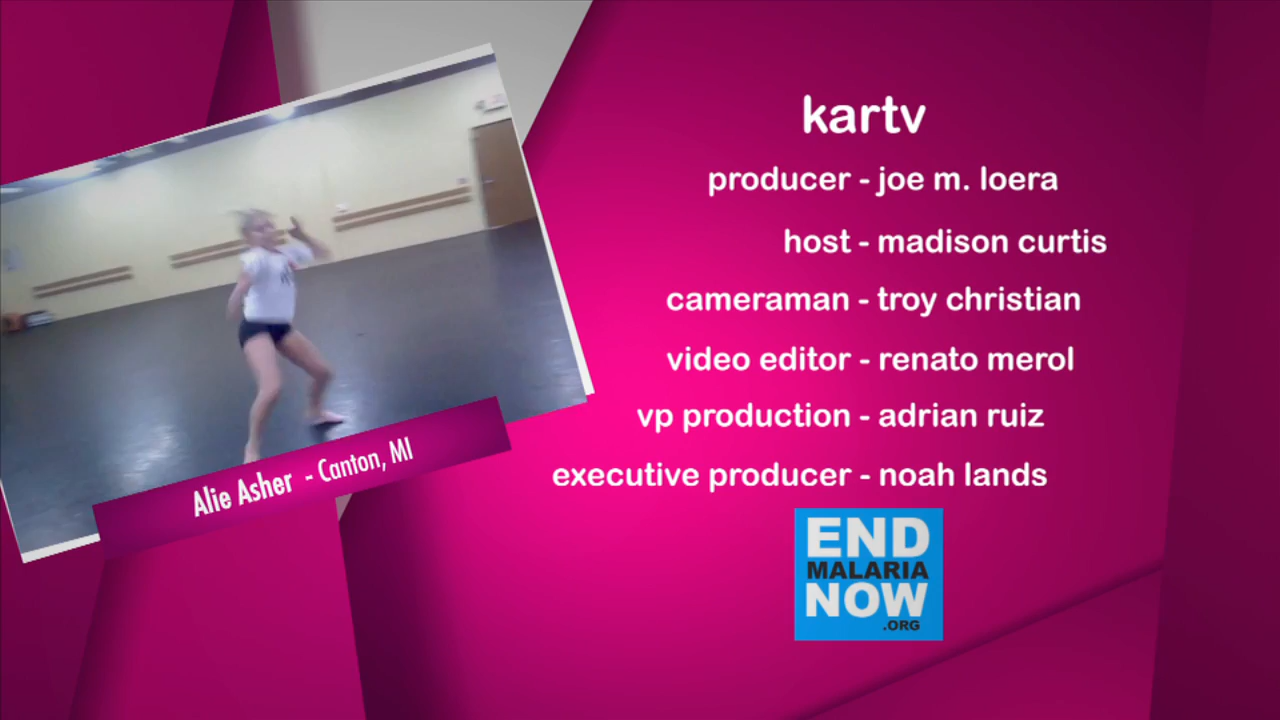 Alie Asher - Canton, MI
kartv
producer - joe m. loera
host - madison curtis
cameraman - troy christian
video editor - renato merol
vp production - adrian ruiz
executive producer - noah lands
END
MALARIA
NOW
.ORG